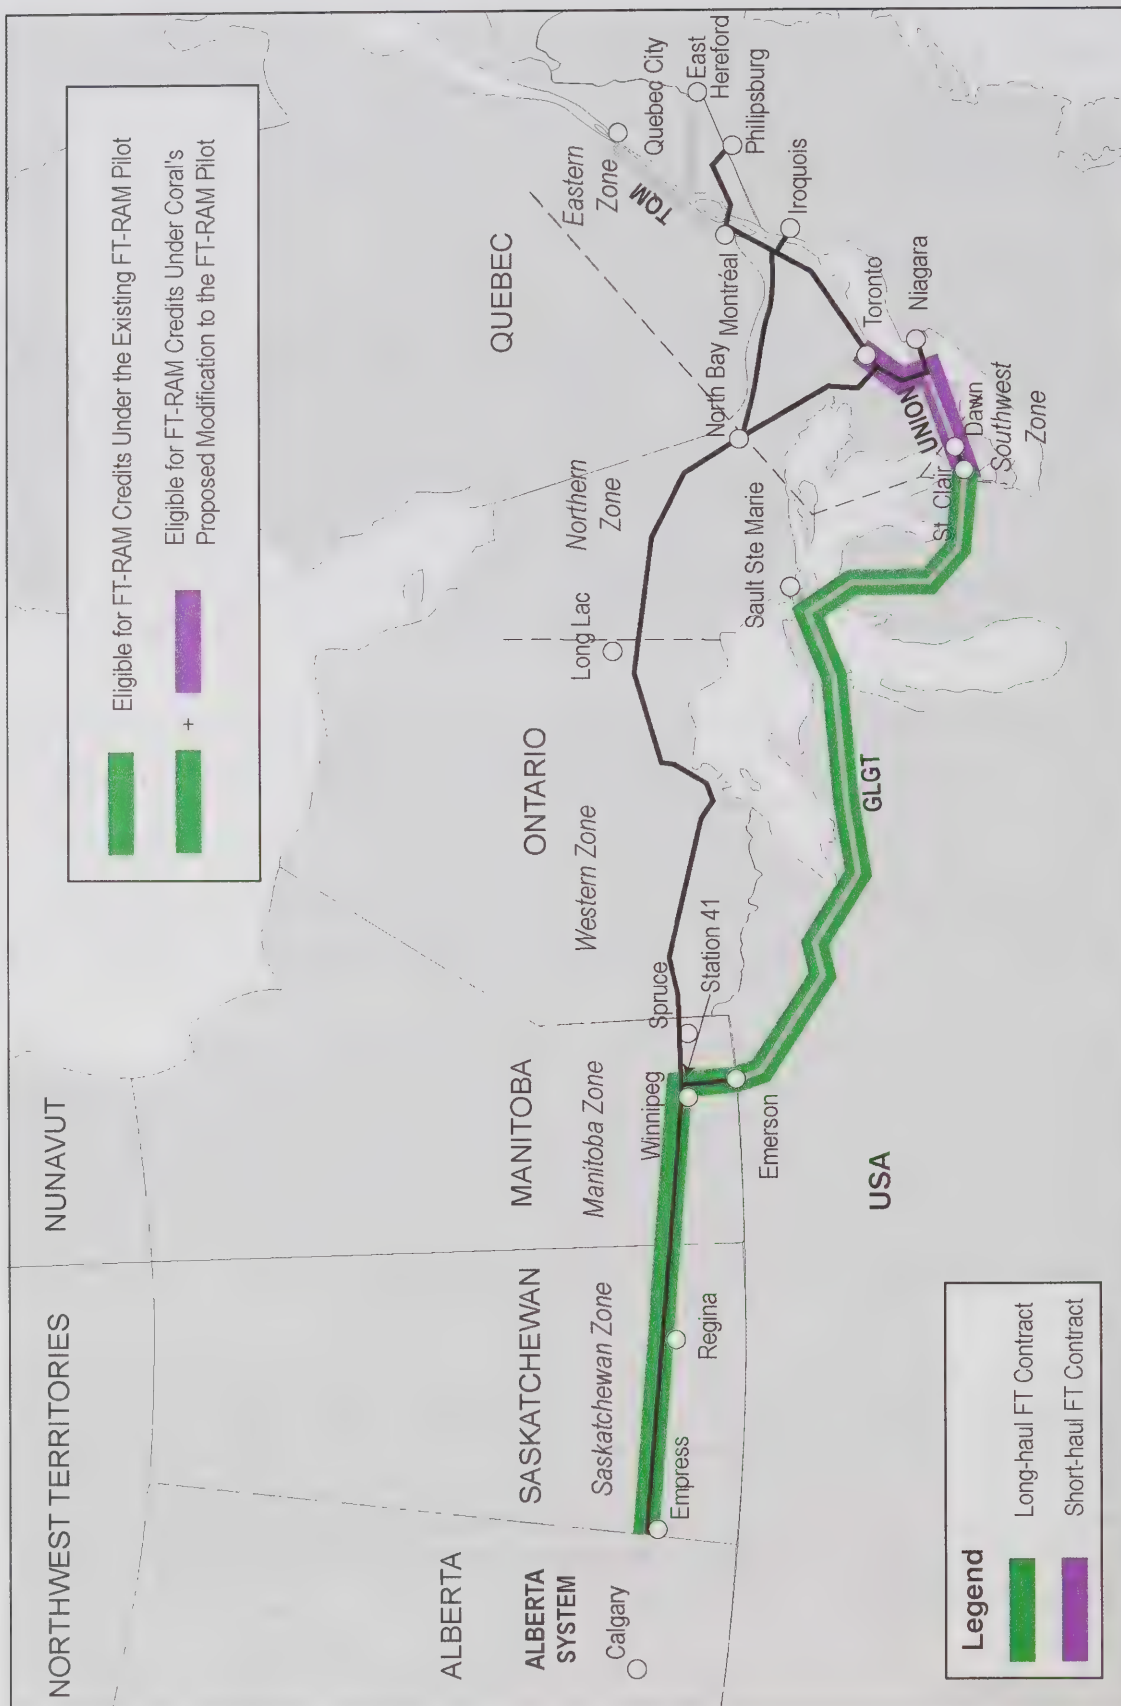 NORTHWEST TERRITORIES
NUNAVUT
Eligible for FT-RAM Credits Under the Existing FT-RAM Pilot
+
Eligible for FT-RAM Credits Under Coral's
Proposed Modification to the FT-RAM Pilot
ALBERTA
SASKATCHEWAN
MANITOBA
ONTARIO
QUEBEC
ALBERTA
SYSTEM
Calgary
Saskatchewan Zone
Manitoba Zone
Western Zone
Northern
Zone
Eastern
Zone
TQM
Quebec City
East
Hereford
Philipsburg
Iroquois
Montréal
North Bay
Long Lac
Sault Ste Marie
Spruce
Station 41
Winnipeg
Emerson
Regina
Empress
Toronto
Niagara
UNION
Dawn
St. Clair
Southwest
Zone
GLGT
USA
Legend
Long-haul FT Contract
Short-haul FT Contract